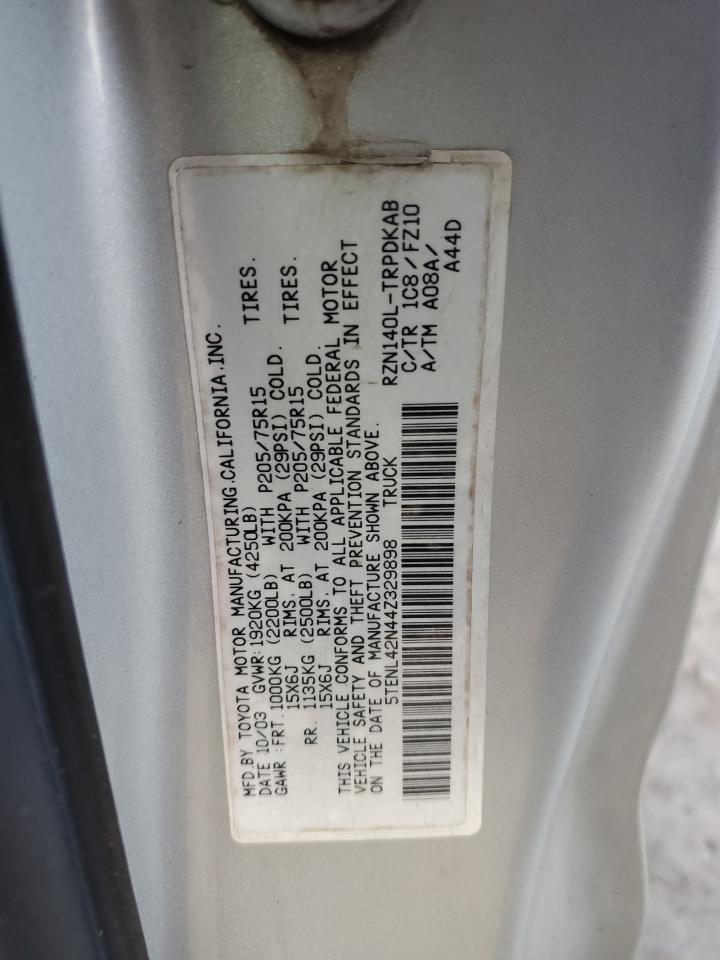 MFD.BY TOYOTA MOTOR MANUFACTURING.CALIFORNIA,INC.
DATE 10/03 GVWR:1920KG (4250LB)
GAWR :FRT.1000KG (2200LB) WITH P205/75R15 TIRES.
15X6J RIMS. AT 200KPA (29PSI) COLD.
RR. 1135KG (2500LB) WITH P205/75R15 TIRES.
15X6J RIMS. AT 200KPA (29PSI) COLD.
THIS VEHICLE CONFORMS TO ALL APPLICABLE FEDERAL MOTOR
VEHICLE SAFETY AND THEFT PREVENTION STANDARDS IN EFFECT
ON THE DATE OF MANUFACTURE SHOWN ABOVE.
5TENL42N44Z329898 TRUCK
RZN140L-TRPDKAB
C/TR 1C8/FZ10
A/TM A08A/
A44D